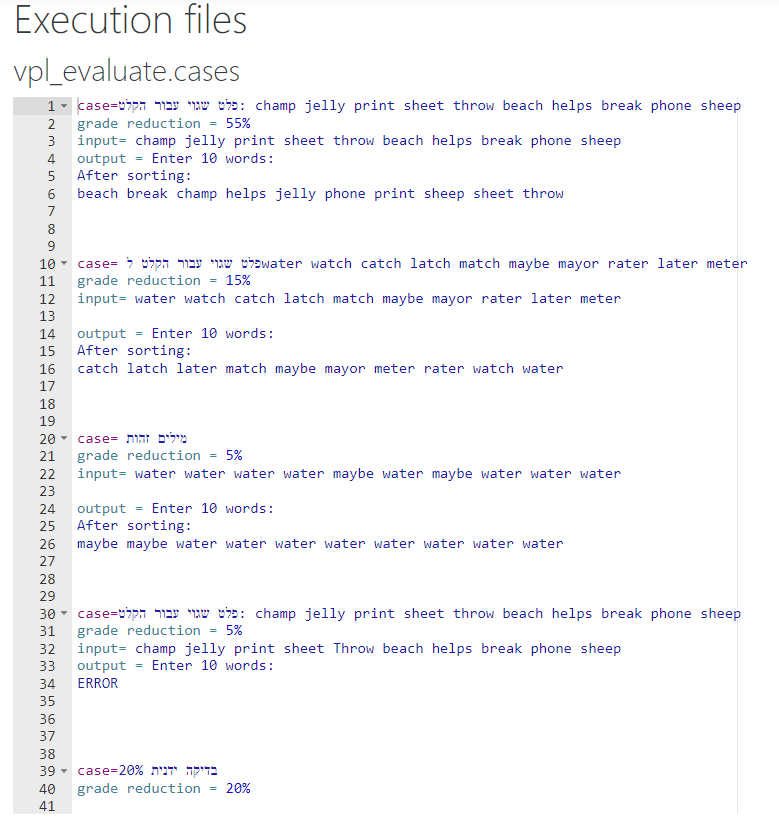 Execution files
vpl_evaluate.cases
1 case=פלט שגוי עבור הקלט: champ jelly print sheet throw beach helps break phone sheep
2 grade reduction = 55%
3 input= champ jelly print sheet throw beach helps break phone sheep
4 output = Enter 10 words:
5 After sorting:
6 beach break champ helps jelly phone print sheep sheet throw
7
8
9
10 case= פלט שגוי עבור הקלט ל water watch catch latch match maybe mayor rater later meter
11 grade reduction = 15%
12 input= water watch catch latch match maybe mayor rater later meter
13
14 output = Enter 10 words:
15 After sorting:
16 catch latch later match maybe mayor meter rater watch water
17
18
19
20 case= מילים זהות
21 grade reduction = 5%
22 input= water water water water maybe water maybe water water water
23
24 output = Enter 10 words:
25 After sorting:
26 maybe maybe water water water water water water water water
27
28
29
30 case=פלט שגוי עבור הקלט: champ jelly print sheet throw beach helps break phone sheep
31 grade reduction = 5%
32 input= champ jelly print sheet Throw beach helps break phone sheep
33 output = Enter 10 words:
34 ERROR
35
36
37
38
39 case=20% בדיקה ידנית
40 grade reduction = 20%
41